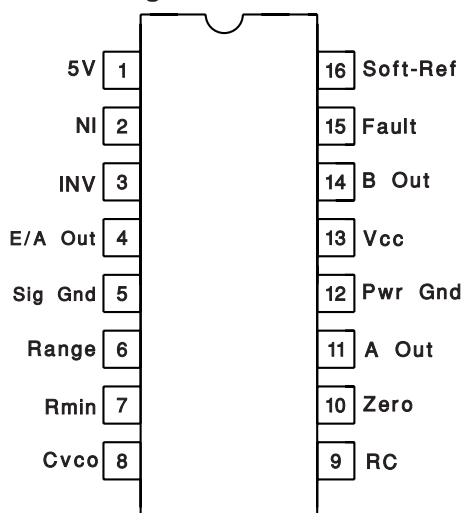 5V 1 16 Soft-Ref
NI 2 15 Fault
INV 3 14 B Out
E/A Out 4 13 Vcc
Sig Gnd 5 12 Pwr Gnd
Range 6 11 A Out
Rmin 7 10 Zero
Cvco 8 9 RC